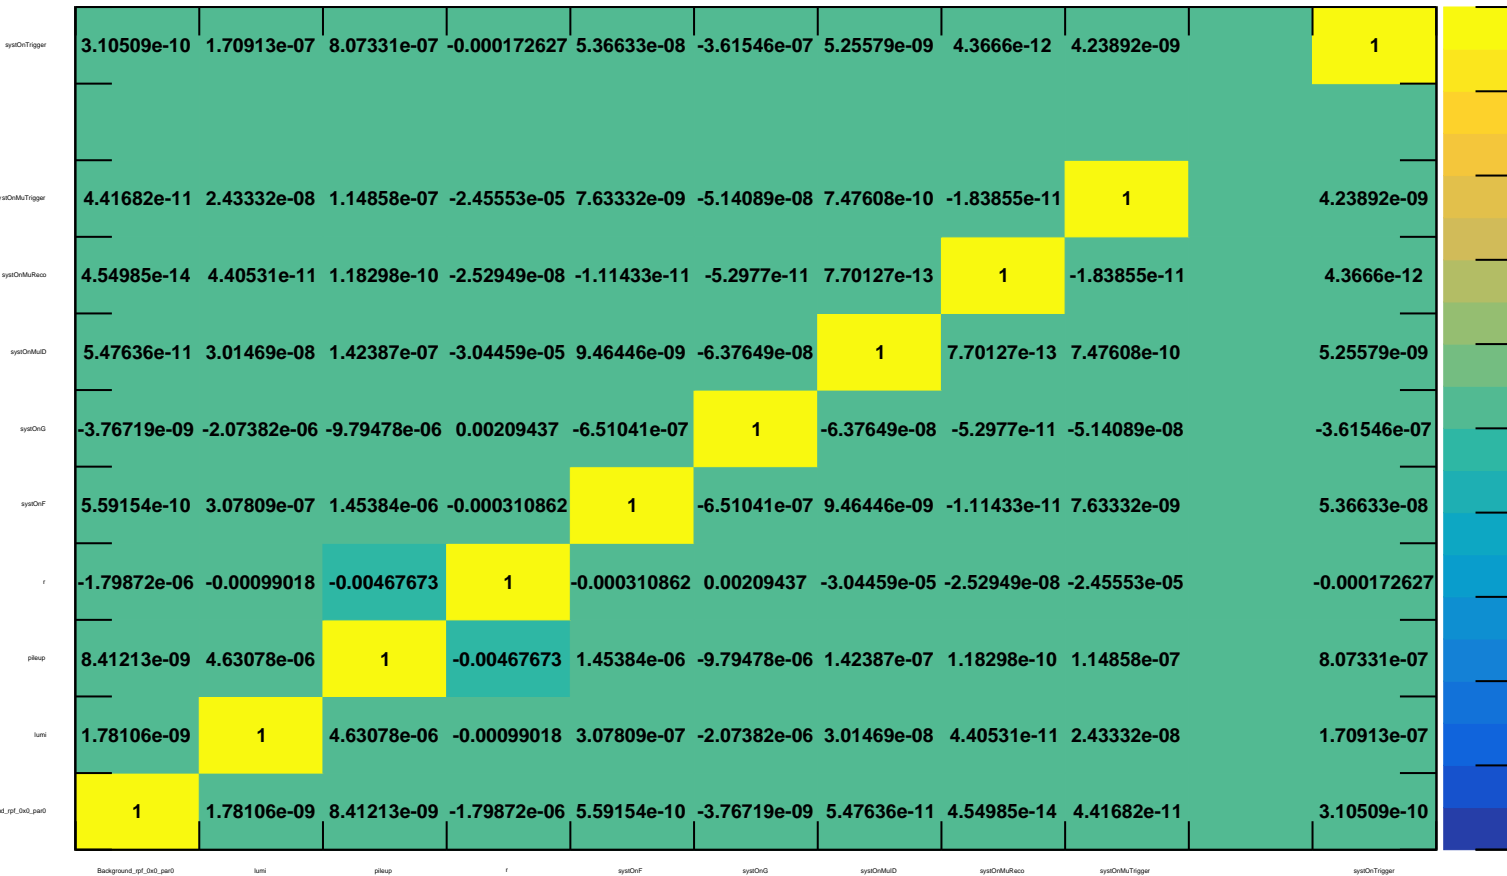 systOnTrigger 3.10509e-10 1.70913e-07 8.07331e-07 -0.000172627 5.36633e-08 -3.61546e-07 5.25579e-09 4.3666e-12 4.23892e-09 1
ystOnMuTrigger 4.41682e-11 2.43332e-08 1.14858e-07 -2.45553e-05 7.63332e-09 -5.14089e-08 7.47608e-10 -1.83855e-11 1 4.23892e-09
systOnMuReco 4.54985e-14 4.40531e-11 1.18298e-10 -2.52949e-08 -1.11433e-11 -5.2977e-11 7.70127e-13 1 -1.83855e-11 4.3666e-12
systOnMuID 5.47636e-11 3.01469e-08 1.42387e-07 -3.04459e-05 9.46446e-09 -6.37649e-08 1 7.70127e-13 7.47608e-10 5.25579e-09
systOnG -3.76719e-09 -2.07382e-06 -9.79478e-06 0.00209437 -6.51041e-07 1 -6.37649e-08 -5.2977e-11 -5.14089e-08 -3.61546e-07
systOnF 5.59154e-10 3.07809e-07 1.45384e-06 -0.000310862 1 -6.51041e-07 9.46446e-09 -1.11433e-11 7.63332e-09 5.36633e-08
r -1.79872e-06 -0.00099018 -0.00467673 1 -0.000310862 0.00209437 -3.04459e-05 -2.52949e-08 -2.45553e-05 -0.000172627
pileup 8.41213e-09 4.63078e-06 1 -0.00467673 1.45384e-06 -9.79478e-06 1.42387e-07 1.18298e-10 1.14858e-07 8.07331e-07
lumi 1.78106e-09 1 4.63078e-06 -0.00099018 3.07809e-07 -2.07382e-06 3.01469e-08 4.40531e-11 2.43332e-08 1.70913e-07
d_rpf_0x0_par0 1 1.78106e-09 8.41213e-09 -1.79872e-06 5.59154e-10 -3.76719e-09 5.47636e-11 4.54985e-14 4.41682e-11 3.10509e-10
Background_rpf_0x0_par0 lumi pileup r systOnF systOnG systOnMuID systOnMuReco systOnMuTrigger systOnTrigger